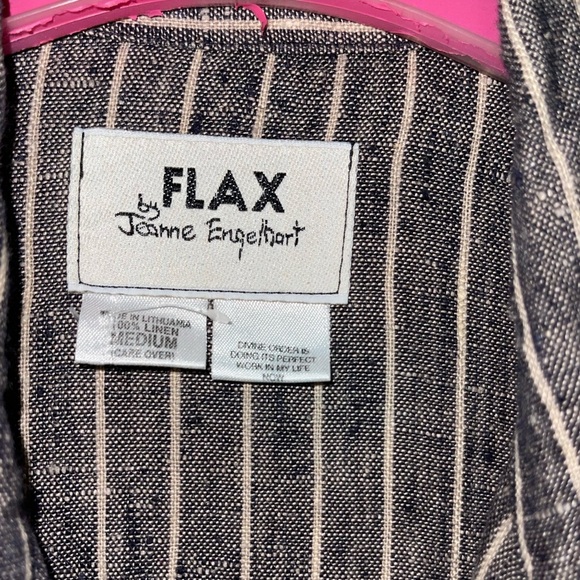 FLAX
by
Jeanne Engelhart
IN LITHUANIA
100% LINEN
MEDIUM
(CARE OVER)
DIVINE ORDER IS
DOING ITS PERFECT
WORK IN MY LIFE
NOW